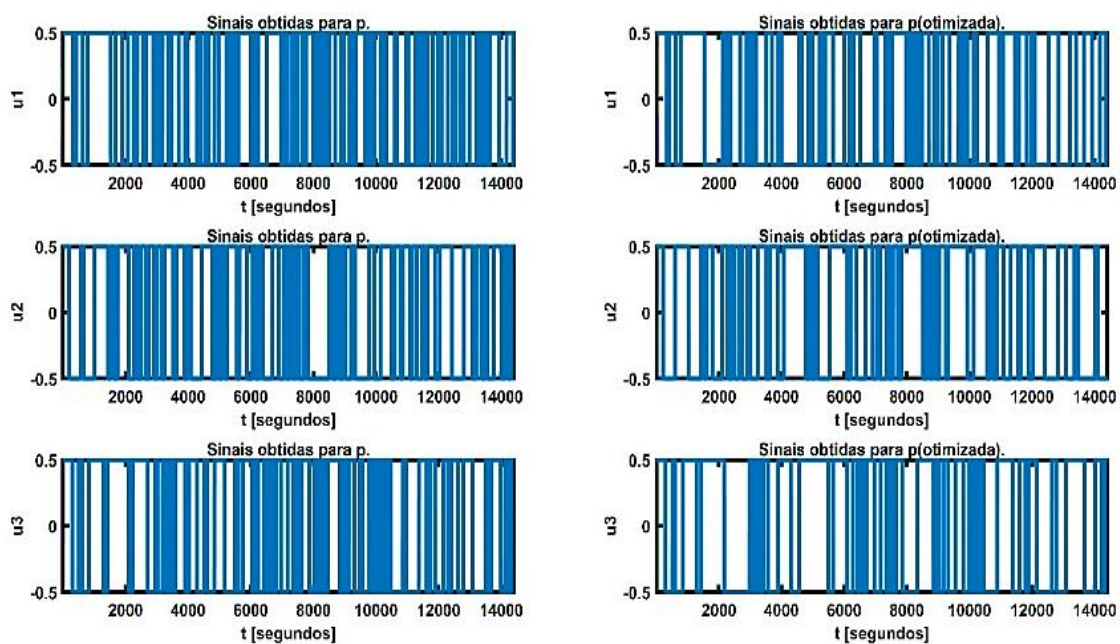 Sinais obtidas para p.
0.5
u1
0
-0.5
2000 4000 6000 8000 10000 12000 14000
t [segundos]
Sinais obtidas para p(otimizada).
0.5
u1
0
-0.5
2000 4000 6000 8000 10000 12000 14000
t [segundos]
Sinais obtidas para p.
0.5
u2
0
-0.5
2000 4000 6000 8000 10000 12000 14000
t [segundos]
Sinais obtidas para p(otimizada).
0.5
u2
0
-0.5
2000 4000 6000 8000 10000 12000 14000
t [segundos]
Sinais obtidas para p.
0.5
u3
0
-0.5
2000 4000 6000 8000 10000 12000 14000
t [segundos]
Sinais obtidas para p(otimizada).
0.5
u3
0
-0.5
2000 4000 6000 8000 10000 12000 14000
t [segundos]